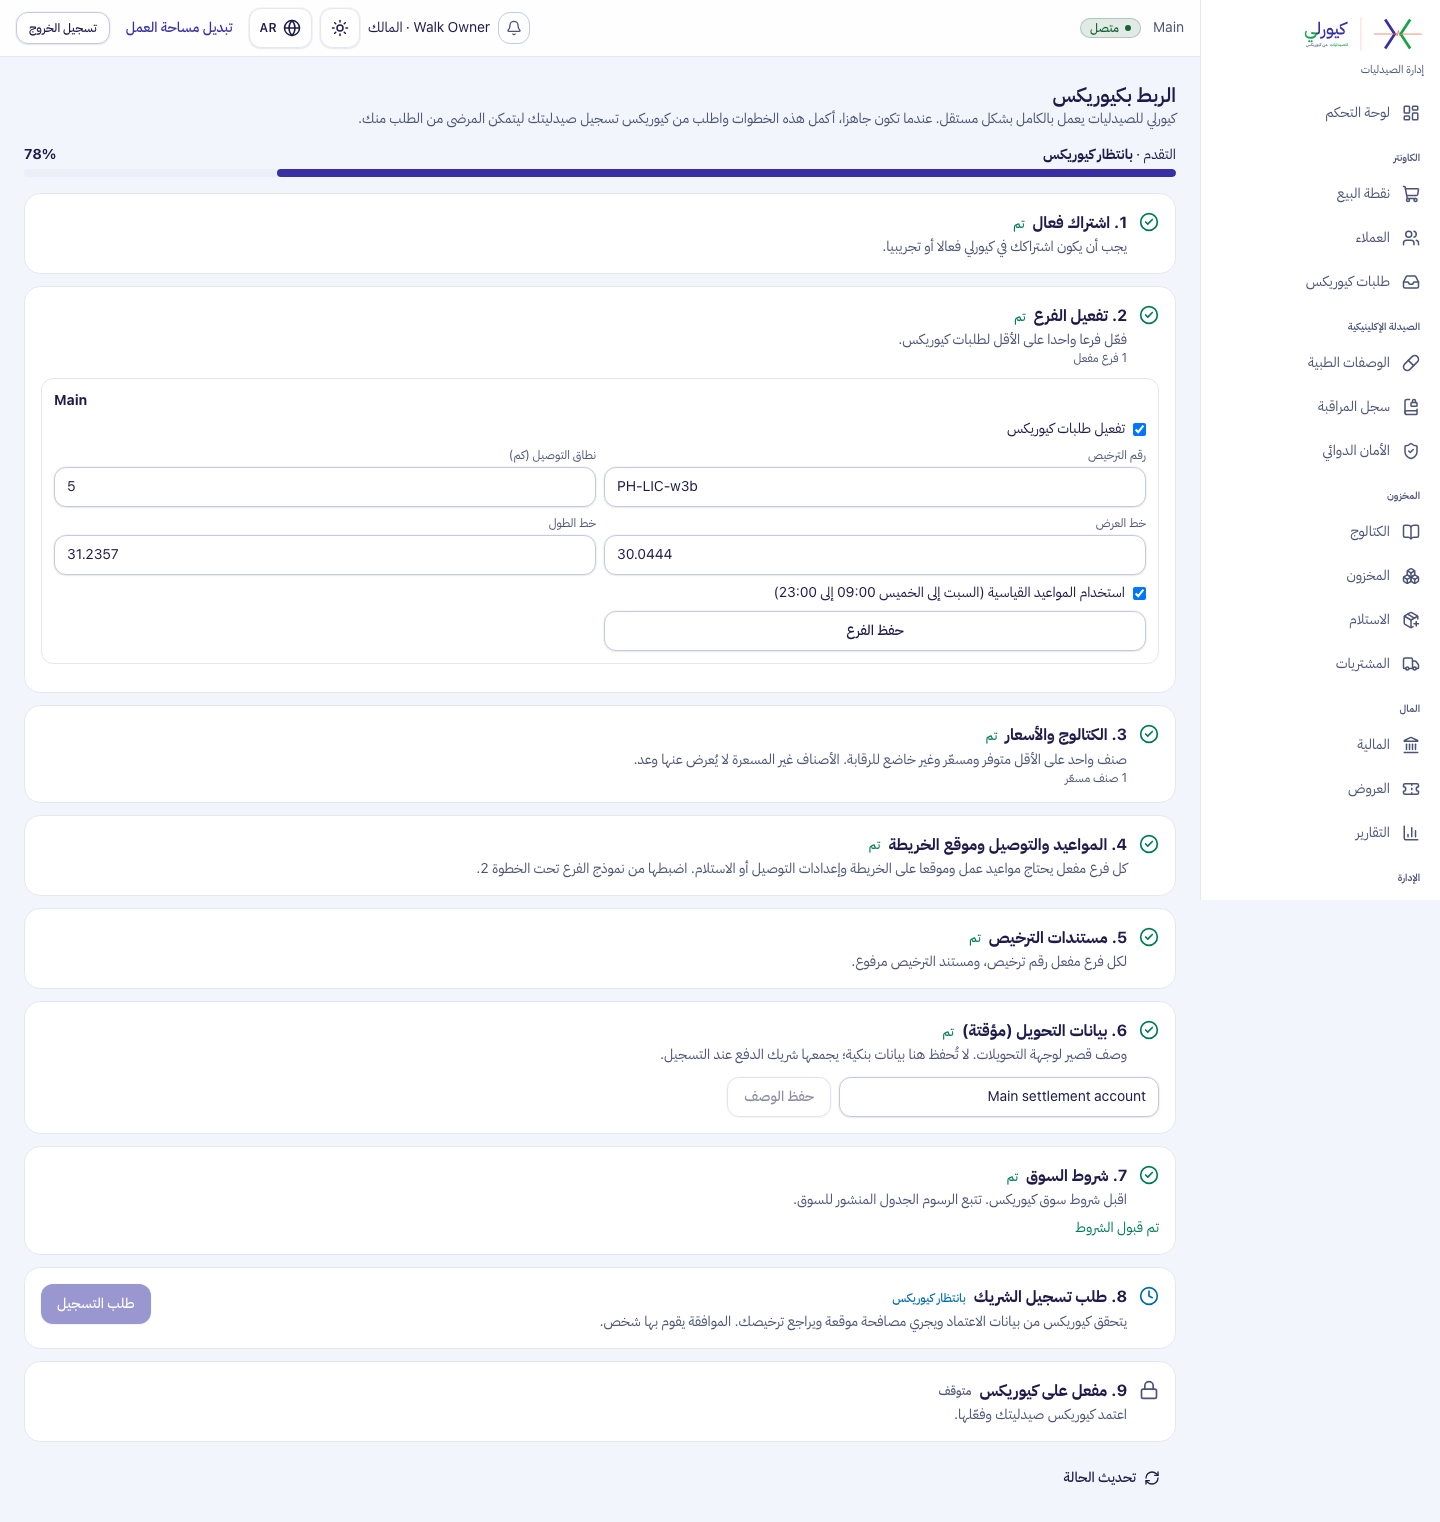 Main
متصل
Walk Owner · المالك
AR
تبديل مساحة العمل
تسجيل الخروج
كيورلي
إدارة الصيدليات
لوحة التحكم
الكاونتر
نقطة البيع
العملاء
طلبات كيوريكس
الصيدلة الإكلينيكية
الوصفات الطبية
سجل المراقبة
الأمان الدوائي
المخزون
الكتالوج
المخزون
الاستلام
المشتريات
المال
المالية
العروض
التقارير
الإدارة
الربط بكيوريكس
كيورلي للصيدليات يعمل بالكامل بشكل مستقل. عندما تكون جاهزا، أكمل هذه الخطوات واطلب من كيوريكس تسجيل صيدليتك ليتمكن المرضى من الطلب منك.
التقدم · بانتظار كيوريكس
78%
1. اشتراك فعال تم
يجب أن يكون اشتراكك في كيورلي فعالا أو تجريبيا.
2. تفعيل الفرع تم
فعّل فرعا واحدا على الأقل لطلبات كيوريكس.
1 فرع مفعل
Main
تفعيل طلبات كيوريكس
رقم الترخيص
نطاق التوصيل (كم)
PH-LIC-w3b
5
خط العرض
خط الطول
30.0444
31.2357
استخدام المواعيد القياسية (السبت إلى الخميس 09:00 إلى 23:00)
حفظ الفرع
3. الكتالوج والأسعار تم
صنف واحد على الأقل متوفر ومسعّر وغير خاضع للرقابة. الأصناف غير المسعرة لا يُعرض عنها وعد.
1 صنف مسعّر
4. المواعيد والتوصيل وموقع الخريطة تم
كل فرع مفعل يحتاج مواعيد عمل وموقعا على الخريطة وإعدادات التوصيل أو الاستلام. اضبطها من نموذج الفرع تحت الخطوة 2.
5. مستندات الترخيص تم
لكل فرع مفعل رقم ترخيص، ومستند الترخيص مرفوع.
6. بيانات التحويل (مؤقتة) تم
وصف قصير لوجهة التحويلات. لا تُحفظ هنا بيانات بنكية؛ يجمعها شريك الدفع عند التسجيل.
Main settlement account
حفظ الوصف
7. شروط السوق تم
اقبل شروط سوق كيوريكس. تتبع الرسوم الجدول المنشور للسوق.
تم قبول الشروط
8. طلب تسجيل الشريك بانتظار كيوريكس
يتحقق كيوريكس من بيانات الاعتماد ويجري مصافحة موقعة ويراجع ترخيصك. الموافقة يقوم بها شخص.
طلب التسجيل
9. مفعل على كيوريكس متوقف
اعتمد كيوريكس صيدليتك وفعّلها.
تحديث الحالة